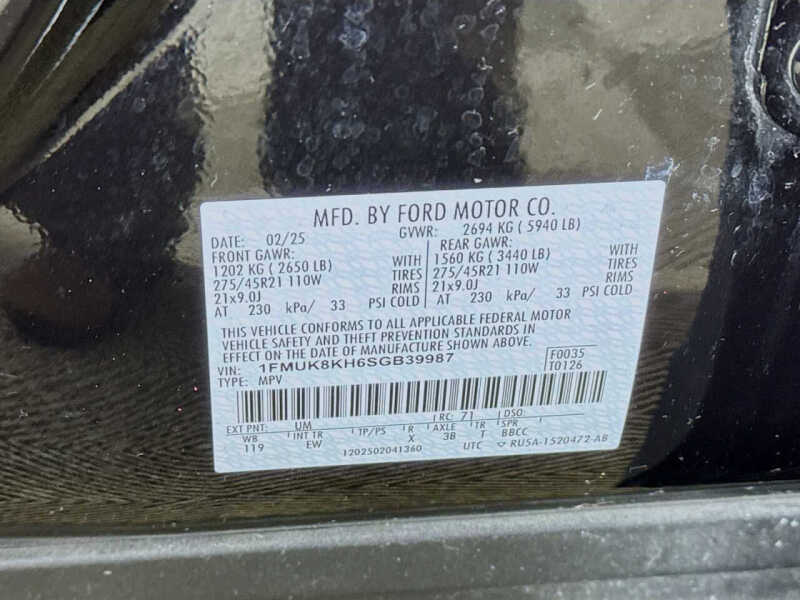 MFD. BY FORD MOTOR CO.
DATE: 02/25 GVWR: 2694 KG ( 5940 LB)
FRONT GAWR: REAR GAWR:
1202 KG ( 2650 LB) WITH 1560 KG ( 3440 LB) WITH
275/45R21 110W TIRES 275/45R21 110W TIRES
21x9.0J RIMS 21x9.0J RIMS
AT 230 kPa/ 33 PSI COLD AT 230 kPa/ 33 PSI COLD
THIS VEHICLE CONFORMS TO ALL APPLICABLE FEDERAL MOTOR
VEHICLE SAFETY AND THEFT PREVENTION STANDARDS IN
EFFECT ON THE DATE OF MANUFACTURE SHOWN ABOVE.
VIN: 1FMUK8KH6SGB39987 F0035
TYPE: MPV T0126
EXT PNT: UM RC: 71 DSO:
WB INT TR TP/PS R AXLE TR SPR
119 EW X 3B T BBCC
1202502041360 UTC RU5A-1520472-AB